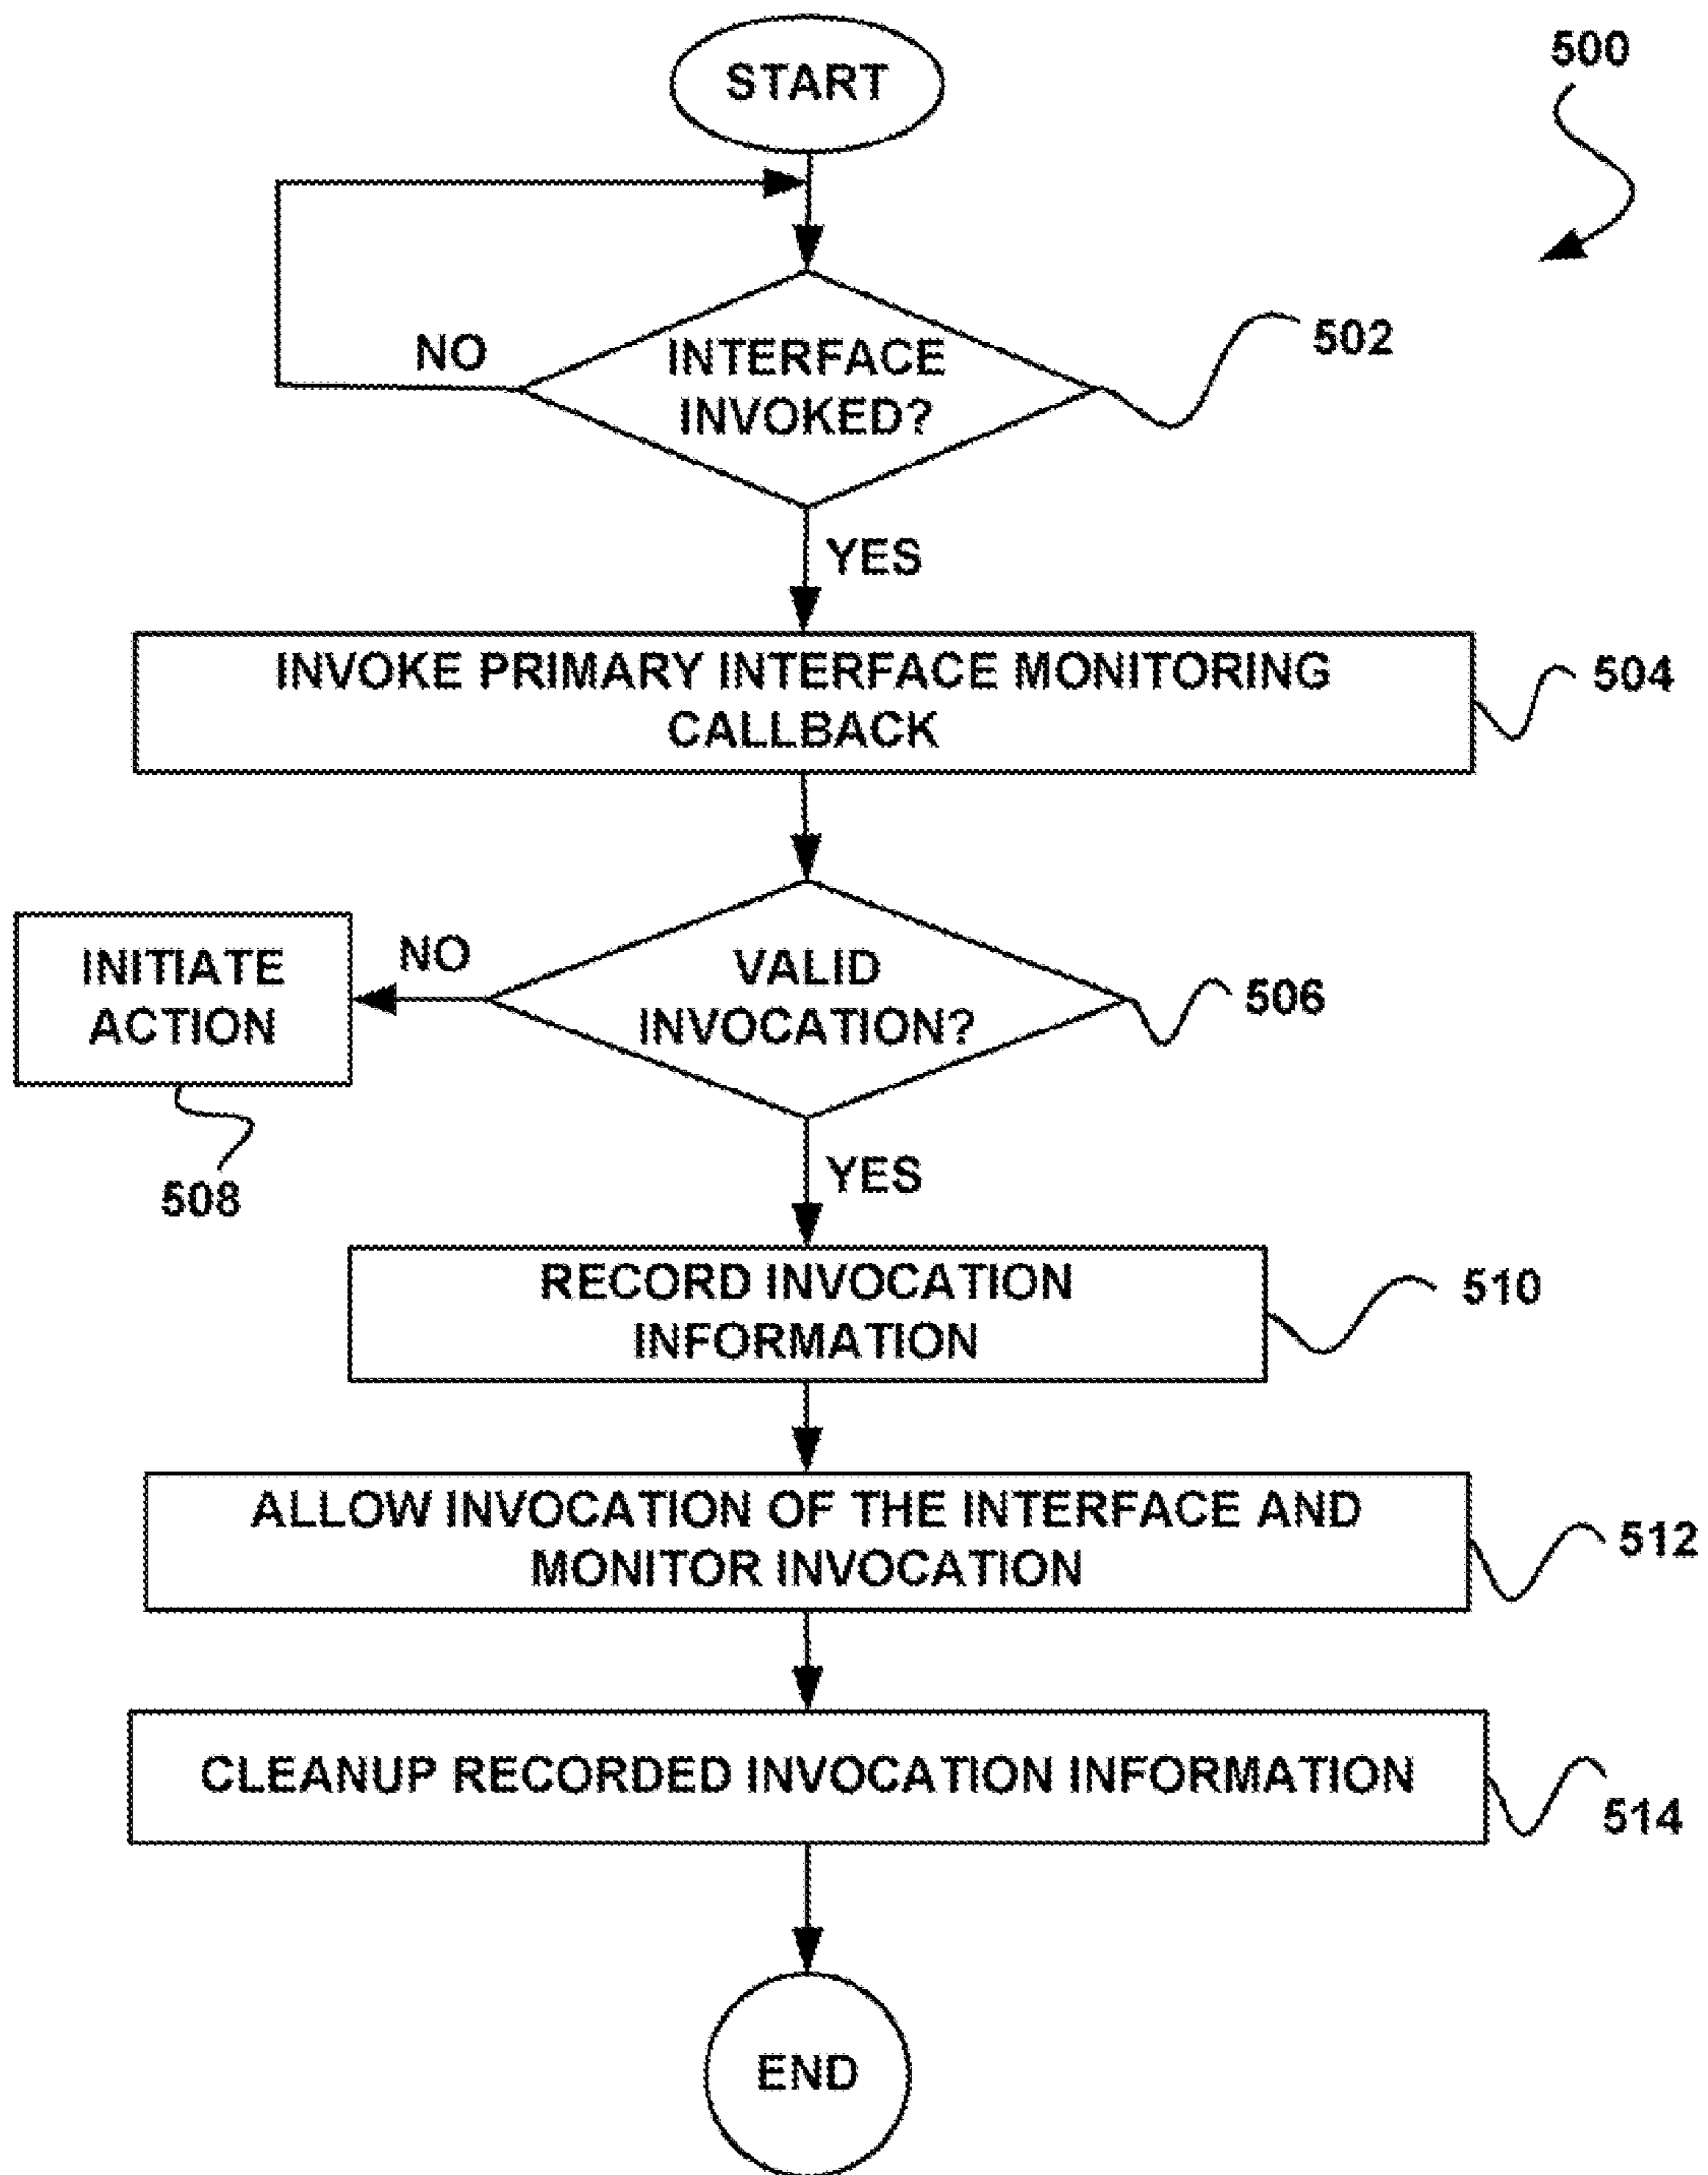 START
500
NO
INTERFACE
INVOKED?
502
YES
INVOKE PRIMARY INTERFACE MONITORING
CALLBACK
504
INITIATE
ACTION
NO
VALID
INVOCATION?
506
508
YES
RECORD INVOCATION
INFORMATION
510
ALLOW INVOCATION OF THE INTERFACE AND
MONITOR INVOCATION
512
CLEANUP RECORDED INVOCATION INFORMATION
514
END